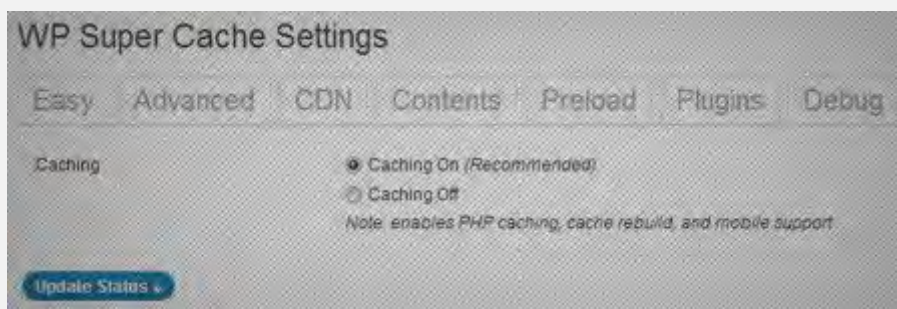 WP Super Cache Settings
Easy Advanced CDN Contents Preload Plugins Debug
Caching
Caching On (Recommended)
Caching Off
Note: enables PHP caching, cache rebuild, and mobile support
Update Status »